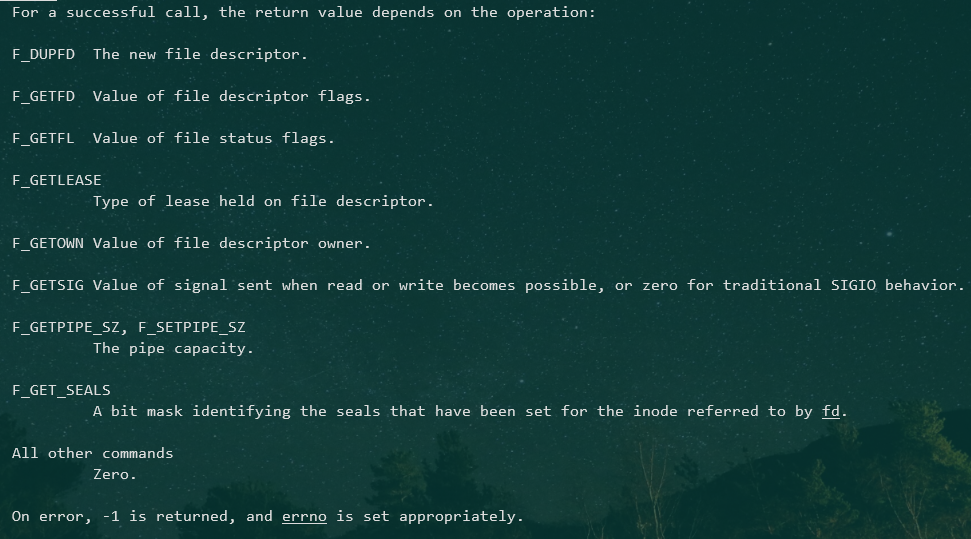 For a successful call, the return value depends on the operation:
F_DUPFD  The new file descriptor.
F_GETFD  Value of file descriptor flags.
F_GETFL  Value of file status flags.
F_GETLEASE
Type of lease held on file descriptor.
F_GETOWN Value of file descriptor owner.
F_GETSIG Value of signal sent when read or write becomes possible, or zero for traditional SIGIO behavior.
F_GETPIPE_SZ, F_SETPIPE_SZ
The pipe capacity.
F_GET_SEALS
A bit mask identifying the seals that have been set for the inode referred to by fd.
All other commands
Zero.
On error, -1 is returned, and errno is set appropriately.